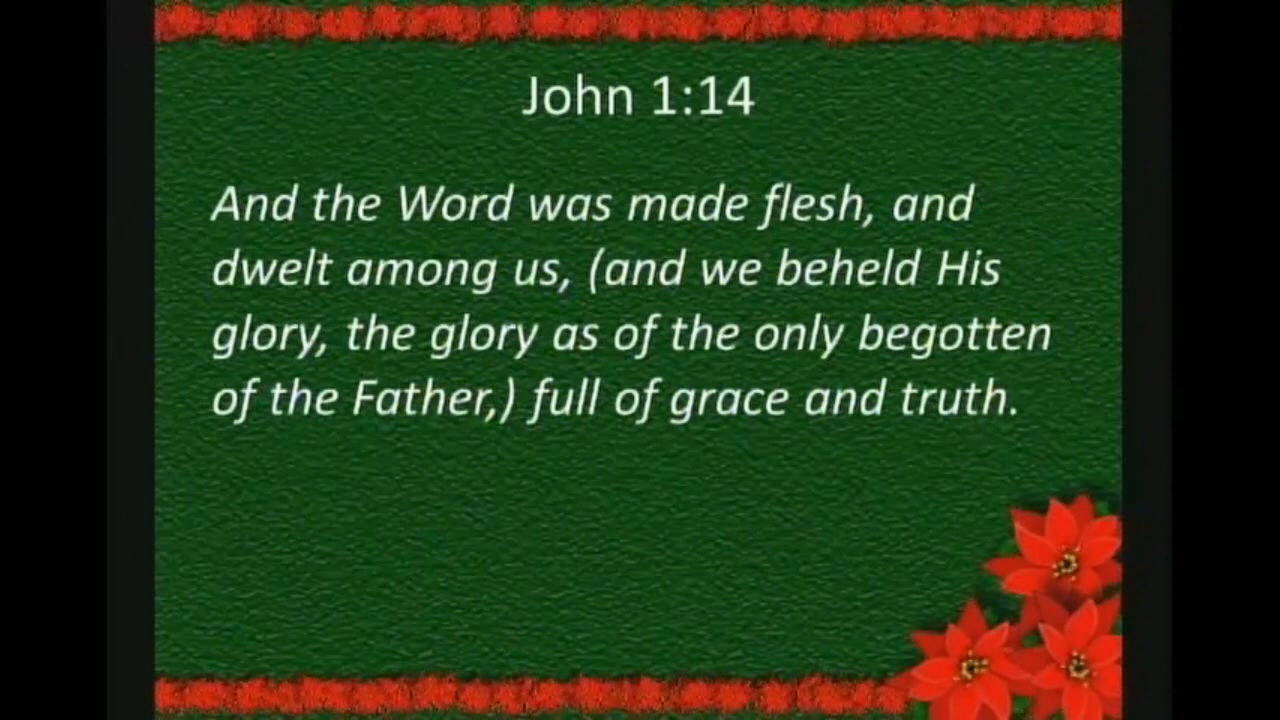 John 1:14
And the Word was made flesh, and
dwelt among us, (and we beheld His
glory, the glory as of the only begotten
of the Father,) full of grace and truth.